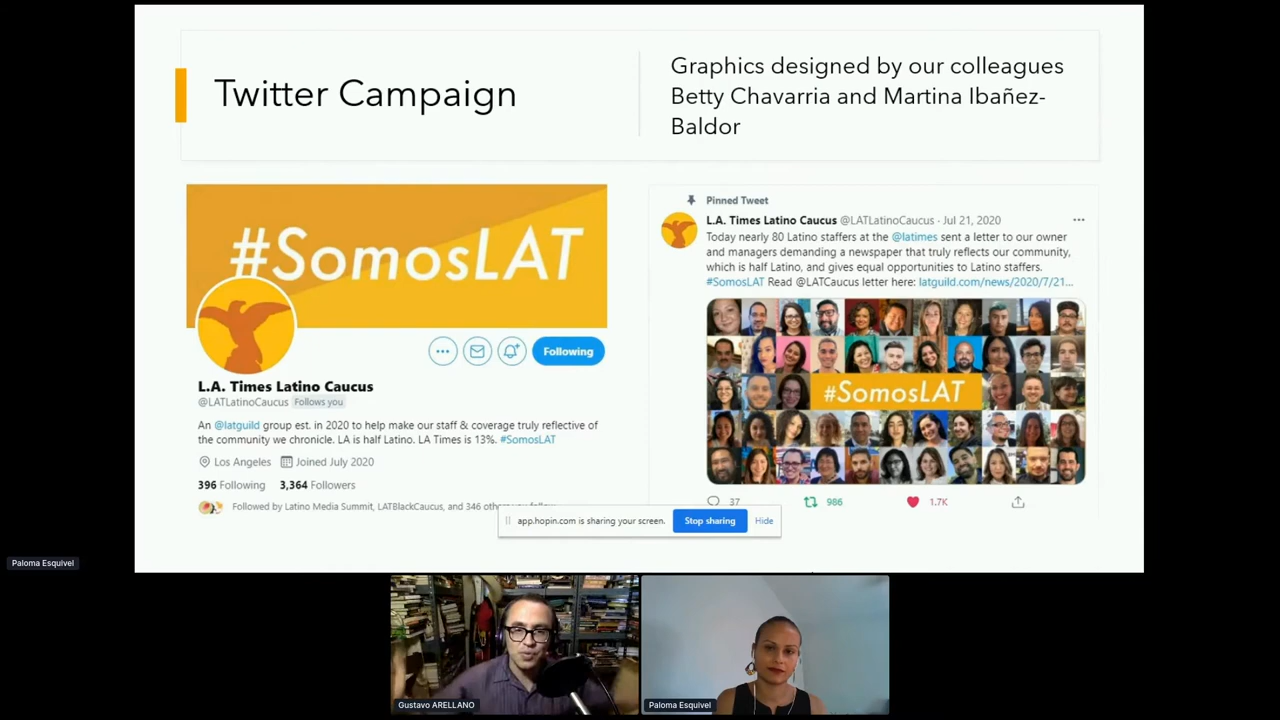 Twitter Campaign
Graphics designed by our colleagues
Betty Chavarria and Martina Ibañez-
Baldor
#SomosLAT
Following
L.A. Times Latino Caucus
@LATLatinoCaucus Follows you
An @latguild group est. in 2020 to help make our staff & coverage truly reflective of
the community we chronicle. LA is half Latino. LA Times is 13%. #SomosLAT
Los Angeles Joined July 2020
396 Following 3,364 Followers
Followed by Latino Media Summit, LATBlackCaucus, and 346 others you follow
Pinned Tweet
L.A. Times Latino Caucus @LATLatinoCaucus · Jul 21, 2020
Today nearly 80 Latino staffers at the @latimes sent a letter to our owner
and managers demanding a newspaper that truly reflects our community,
which is half Latino, and gives equal opportunities to Latino staffers.
#SomosLAT Read @LATCaucus letter here: latguild.com/news/2020/7/21...
#SomosLAT
37 986 1.7K
app.hopin.com is sharing your screen. Stop sharing Hide
Paloma Esquivel
Gustavo ARELLANO
Paloma Esquivel